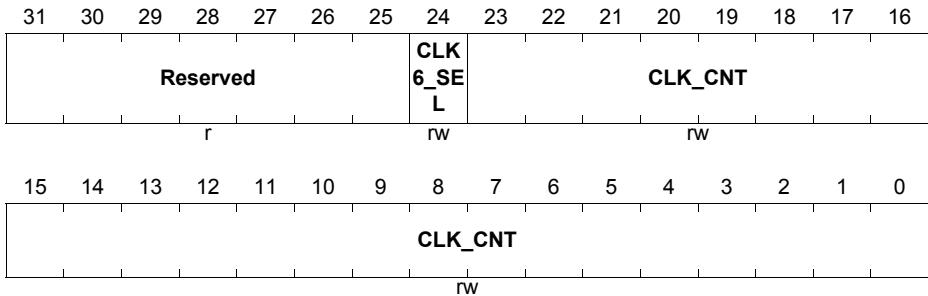 31 30 29 28 27 26 25 24 23 22 21 20 19 18 17 16
Reserved
CLK
6_SE
L
CLK_CNT
r rw rw
15 14 13 12 11 10 9 8 7 6 5 4 3 2 1 0
CLK_CNT
rw